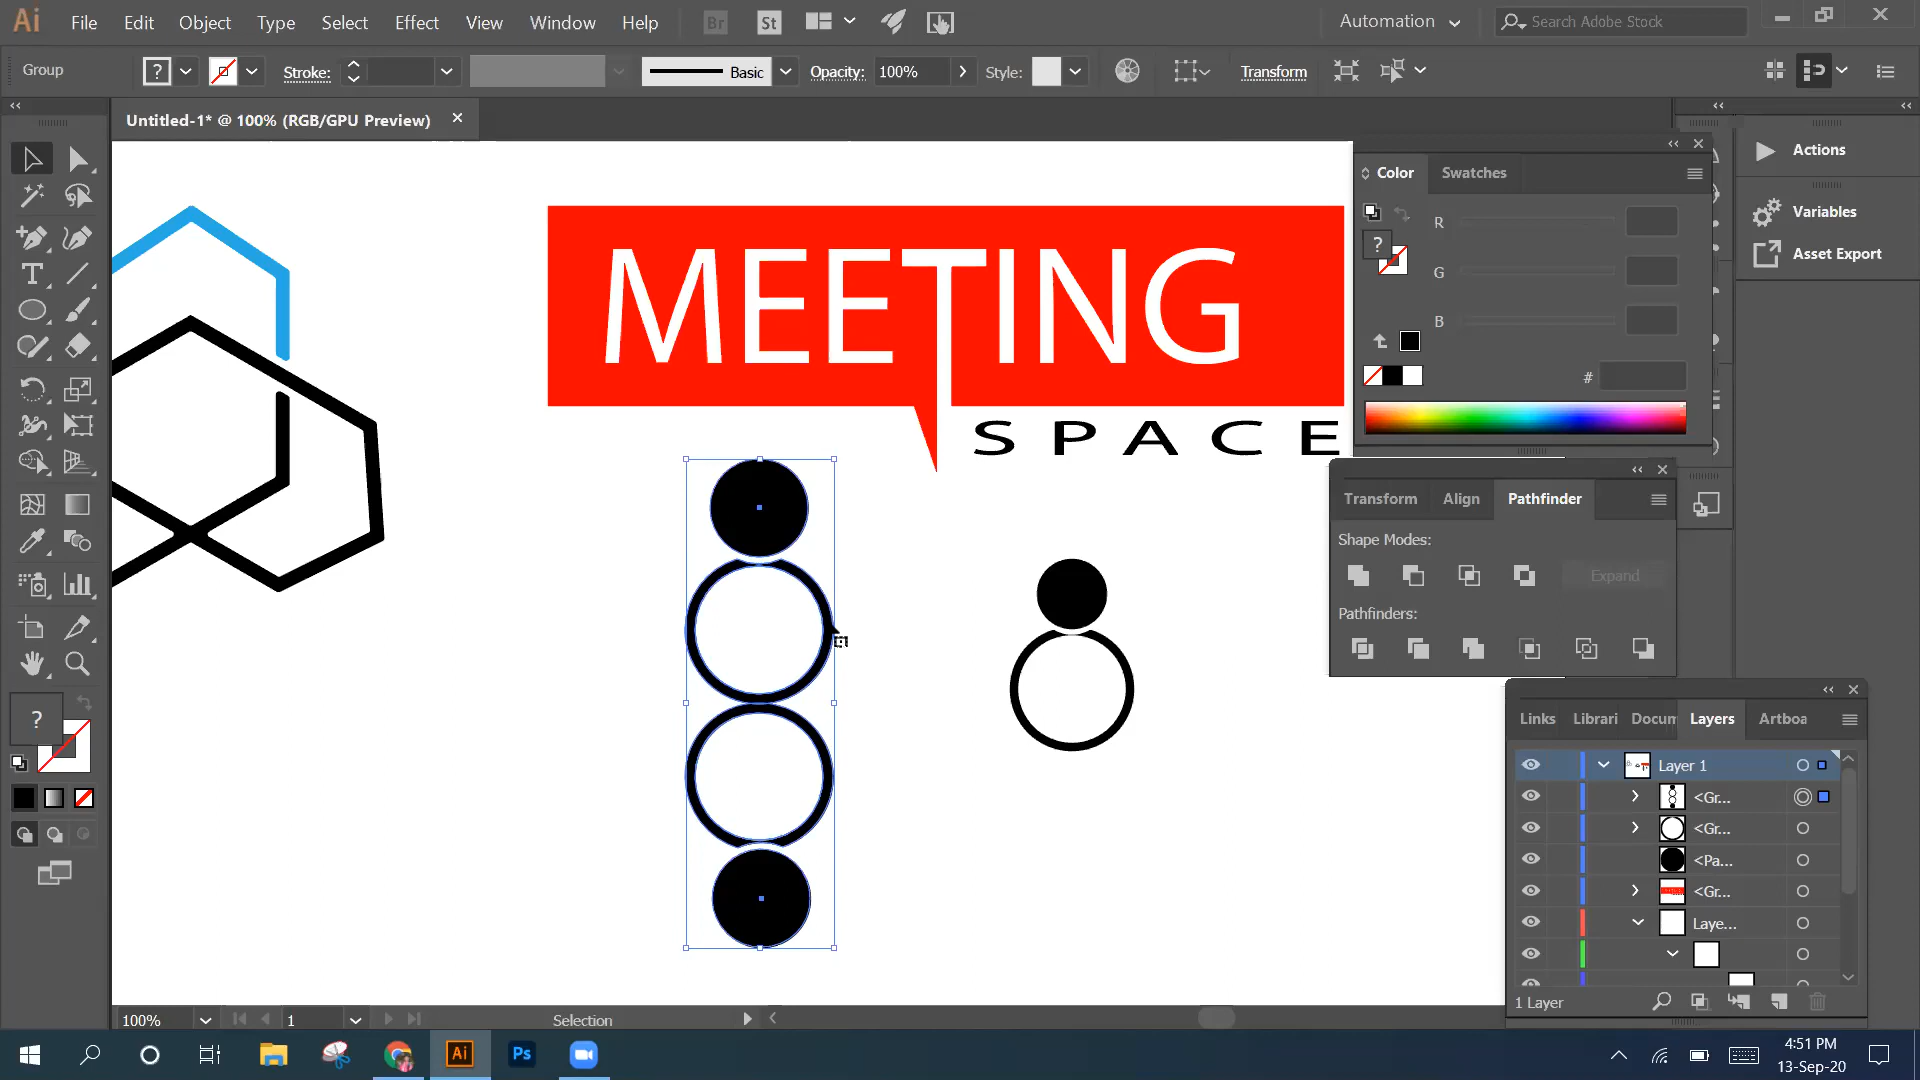 Ai File Edit Object Type Select Effect View Window Help Br St Automation Search Adobe Stock
Group ? Stroke: Basic Opacity: 100% Style: Transform
Untitled-1* @ 100% (RGB/GPU Preview)
MEETING
SPACE
Color Swatches
?
R
G
B
#
Actions
Variables
Asset Export
Transform Align Pathfinder
Shape Modes:
Expand
Pathfinders:
Links Librari Docum Layers Artboa
Layer 1
<Gr...
<Gr...
<Pa...
<Gr...
Laye...
1 Layer
T
?
100% 1 Selection
Ai Ps
4:51 PM
13-Sep-20